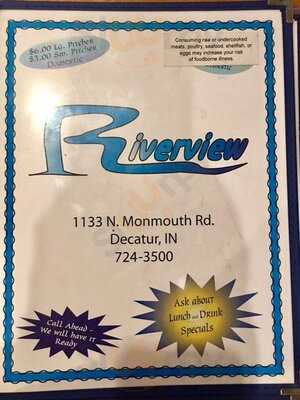 $6.00 Lg. Pitcher
$3.00 Sm. Pitcher
Domestic
Consuming raw or undercooked
meats, poultry, seafood, shellfish, or
eggs may increase your risk
of foodborne illness.
Riverview
1133 N. Monmouth Rd.
Decatur, IN
724-3500
Call Ahead
We will have it
Ready
Ask about
Lunch and Drink
Specials